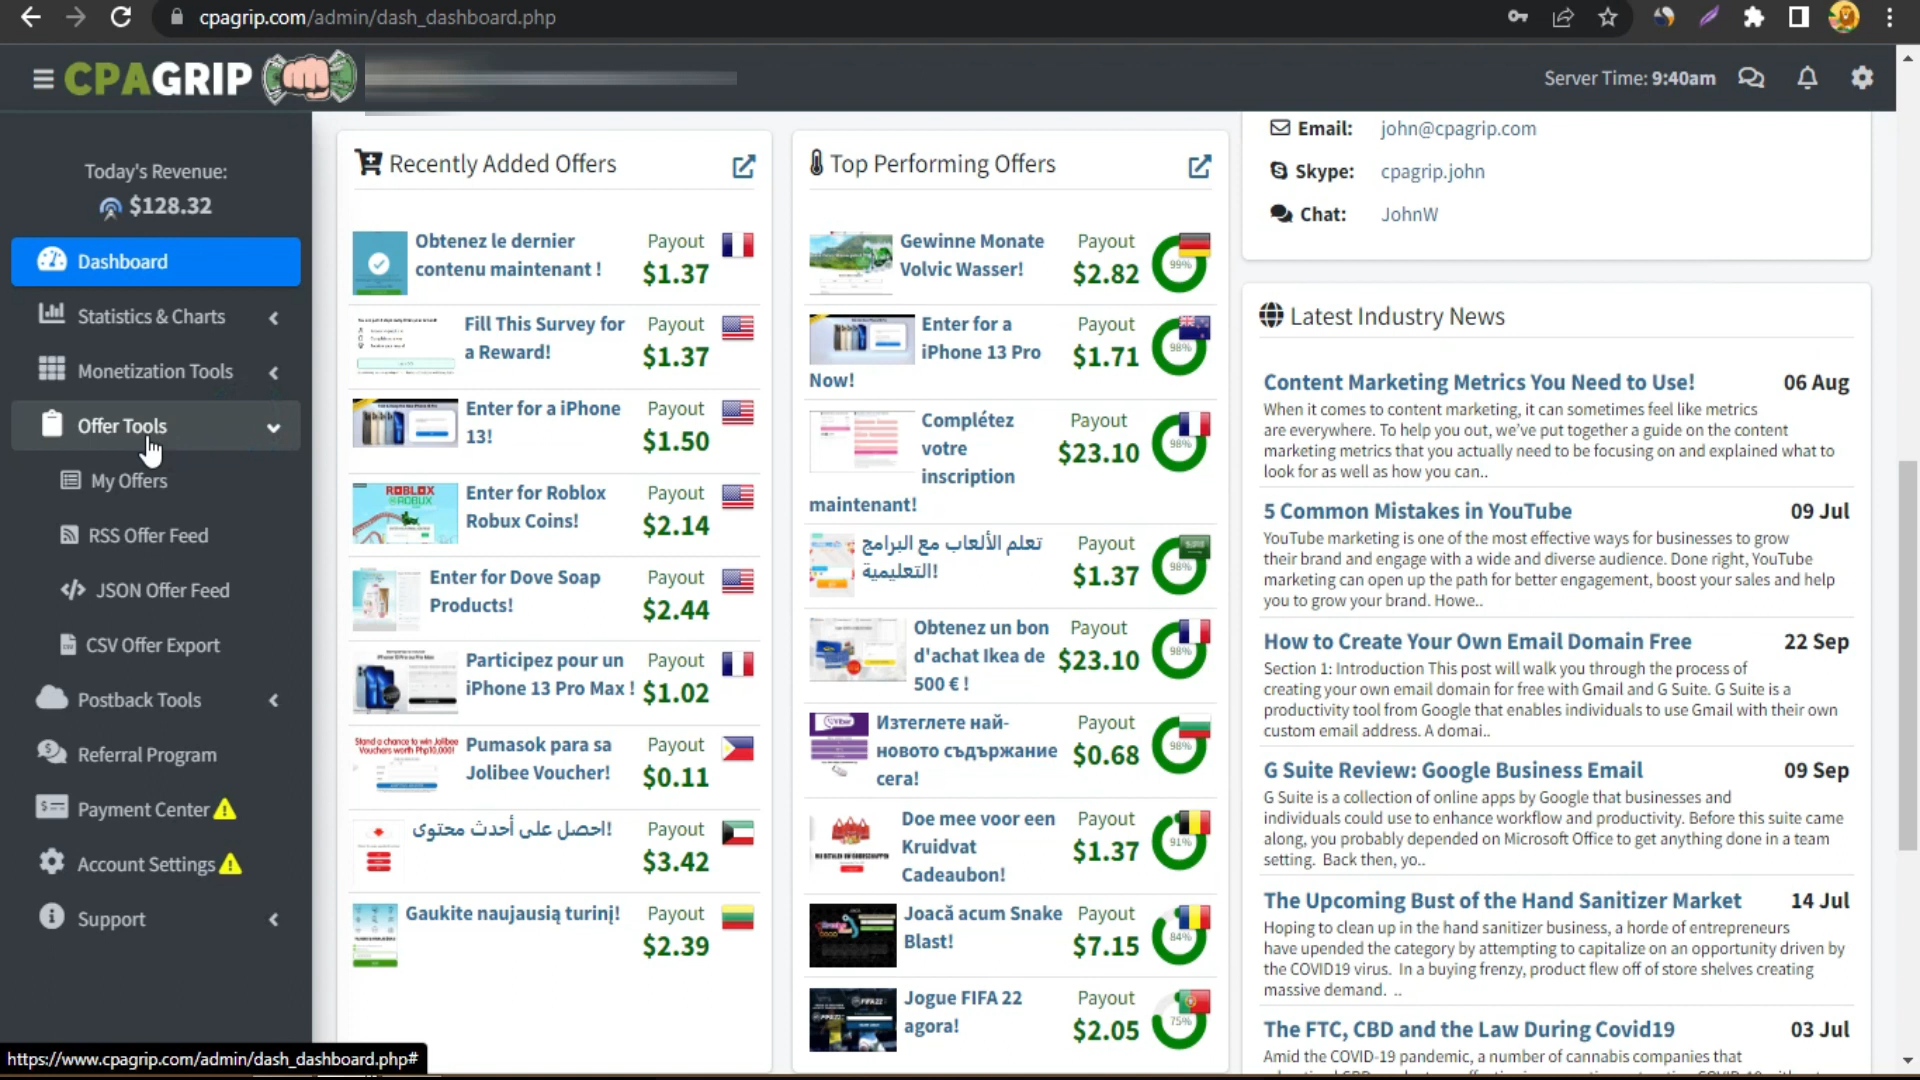 cpagrip.com/admin/dash_dashboard.php
CPAGRIP
Server Time: 9:40am
Today's Revenue:
$128.32
Dashboard
Statistics & Charts
Monetization Tools
Offer Tools
My Offers
RSS Offer Feed
JSON Offer Feed
CSV Offer Export
Postback Tools
Referral Program
Payment Center
Account Settings
Support
https://www.cpagrip.com/admin/dash_dashboard.php#
Recently Added Offers
Obtenez le dernier
contenu maintenant !
Payout
$1.37
Fill This Survey for
a Reward!
Payout
$1.37
Enter for a iPhone
13!
Payout
$1.50
ROBLOX
ROBUX
Enter for Roblox
Robux Coins!
Payout
$2.14
Enter for Dove Soap
Products!
Payout
$2.44
Participez pour un
iPhone 13 Pro Max !
Payout
$1.02
Stand a chance to win Jolibee
Vouchers worth Php10,000!
Pumasok para sa
Jolibee Voucher!
Payout
$0.11
احصل على أحدث محتوى!
Payout
$3.42
Gaukite naujausią turinį!
Payout
$2.39
Top Performing Offers
Gewinne Monate
Volvic Wasser!
Payout
$2.82
99%
Enter for a
iPhone 13 Pro
Now!
Payout
$1.71
98%
Complétez
votre
inscription
maintenant!
Payout
$23.10
98%
تعلم الألعاب مع البرامج
التعليمية!
Payout
$1.37
98%
Obtenez un bon
d'achat Ikea de
500 € !
Payout
$23.10
98%
Viber
Изтеглете най-
новото съдържание
сега!
Payout
$0.68
98%
Doe mee voor een
Kruidvat
Cadeaubon!
Payout
$1.37
91%
Joacă acum Snake
Blast!
Payout
$7.15
84%
FIFA 22
Jogue FIFA 22
agora!
Payout
$2.05
75%
Email: john@cpagrip.com
Skype: cpagrip.john
Chat: JohnW
Latest Industry News
Content Marketing Metrics You Need to Use! 06 Aug
When it comes to content marketing, it can sometimes feel like metrics
are everywhere. To help you out, we've put together a guide on the content
marketing metrics that you actually need to be focusing on and explained what to
look for as well as how you can..
5 Common Mistakes in YouTube 09 Jul
YouTube marketing is one of the most effective ways for businesses to grow
their brand and engage with a wide and diverse audience. Done right, YouTube
marketing can open up the path for better engagement, boost your sales and help
you to grow your brand. Howe..
How to Create Your Own Email Domain Free 22 Sep
Section 1: Introduction This post will walk you through the process of
creating your own email domain for free with Gmail and G Suite. G Suite is a
productivity tool from Google that enables individuals to use Gmail with their own
custom email address. A domai..
G Suite Review: Google Business Email 09 Sep
G Suite is a collection of online apps by Google that businesses and
individuals could use to enhance workflow and productivity. Before this suite came
along, you probably depended on Microsoft Office to get anything done in a team
setting. Back then, yo..
The Upcoming Bust of the Hand Sanitizer Market 14 Jul
Hoping to clean up in the hand sanitizer business, a horde of entrepreneurs
have upended the category by attempting to capitalize on an opportunity driven by
the COVID19 virus. In a buying frenzy, product flew off of store shelves creating
massive demand. ..
The FTC, CBD and the Law During Covid19 03 Jul
Amid the COVID-19 pandemic, a number of cannabis companies that